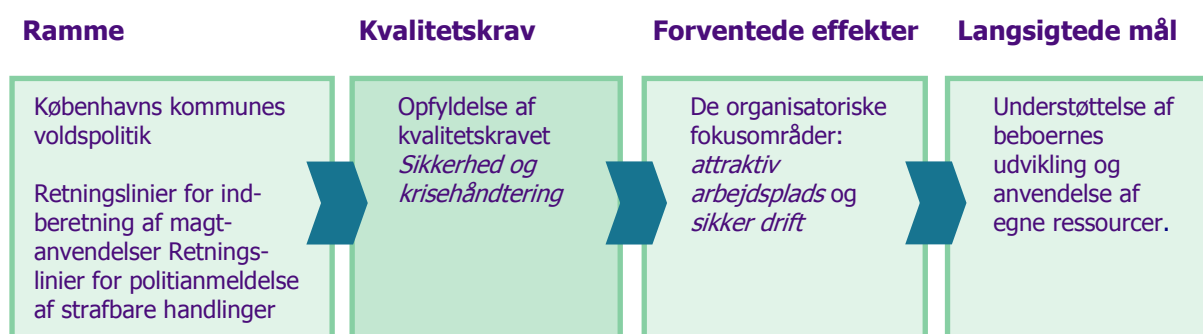 Ramme
Kvalitetskrav
Forventede effekter
Langsigtede mål
Københavns kommunes
voldspolitik
Retningslinier for ind-
beretning af magt-
anvendelser Retnings-
linier for politianmeldelse
af strafbare handlinger
Opfyldelse af
kvalitetskravet
Sikkerhed og
krisehåndtering
De organisatoriske
fokusområder:
attraktiv
arbejdsplads og
sikker drift
Understøttelse af
beboernes
udvikling og
anvendelse af
egne ressourcer.